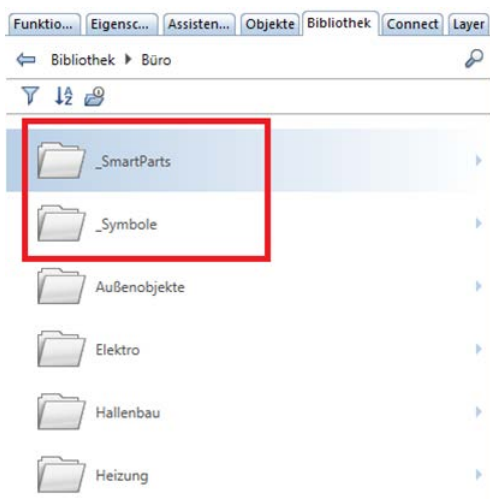 Funktio... Eigensc... Assisten... Objekte Bibliothek Connect Layer
Bibliothek Büro
_SmartParts
_Symbole
Außenobjekte
Elektro
Hallenbau
Heizung